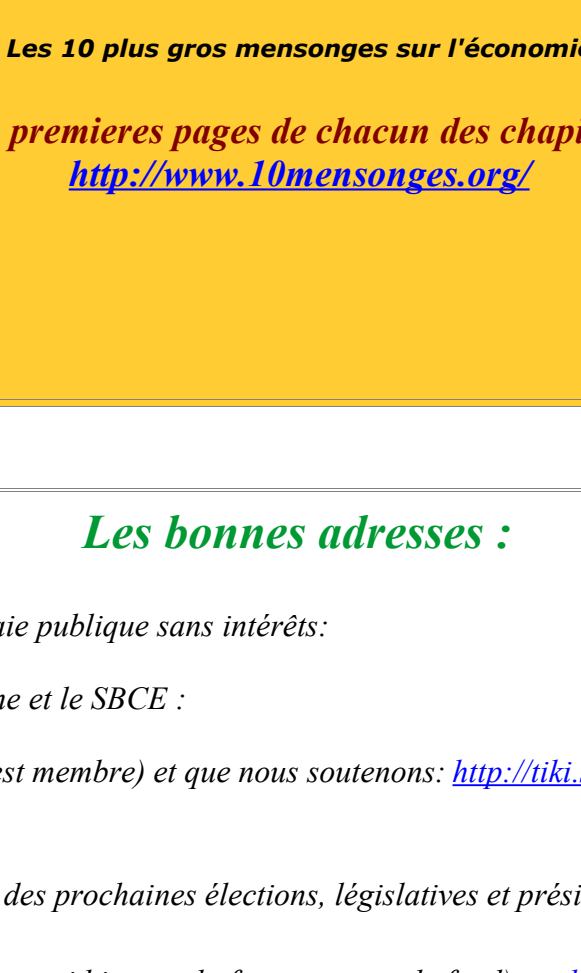 Les 10 plus gros mensonges sur l'économie
premieres pages de chacun des chapi
http://www.10mensonges.org/
Les bonnes adresses :
aie publique sans intérêts:
ne et le SBCE :
est membre) et que nous soutenons: http://tiki.
des prochaines élections, législatives et prési